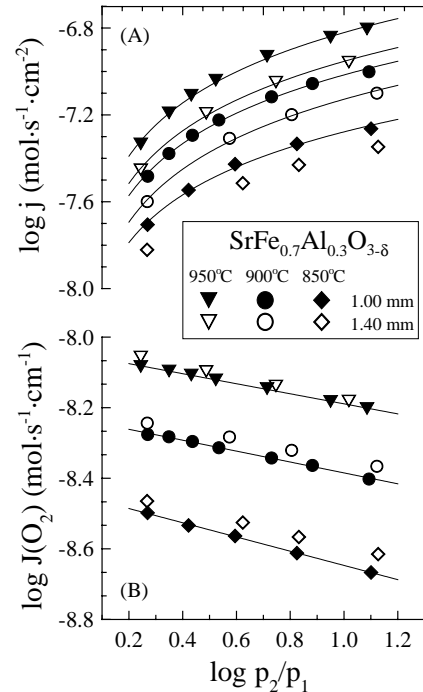 -6.8
(A)
-7.2
-7.6
-8.0
log j (mol·s⁻¹·cm⁻²)
SrFe₀.₇Al₀.₃O₃₋δ
950°C 900°C 850°C
1.00 mm
1.40 mm
-8.0
-8.2
-8.4
-8.6
-8.8
log J(O₂) (mol·s⁻¹·cm⁻¹)
(B)
0.2 0.4 0.6 0.8 1.0 1.2
log p₂/p₁